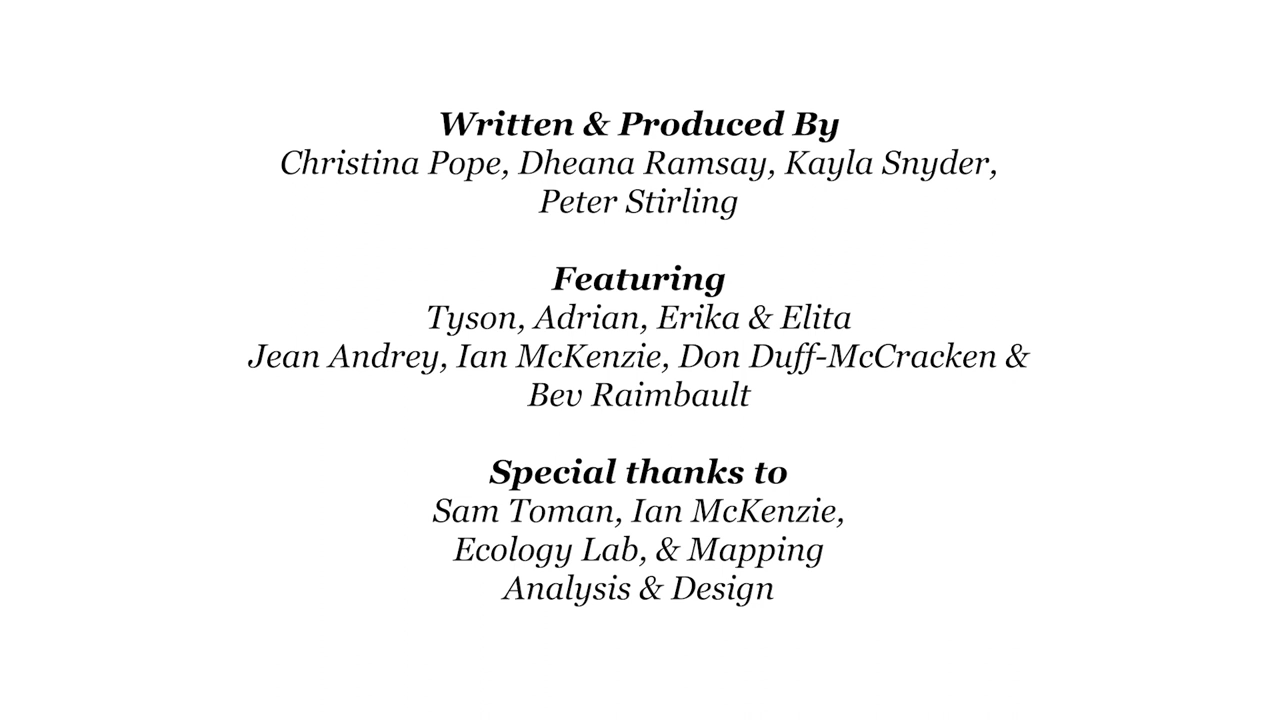 Written & Produced By
Christina Pope, Dheana Ramsay, Kayla Snyder,
Peter Stirling
Featuring
Tyson, Adrian, Erika & Elita
Jean Andrey, Ian McKenzie, Don Duff-McCracken &
Bev Raimbault
Special thanks to
Sam Toman, Ian McKenzie,
Ecology Lab, & Mapping
Analysis & Design